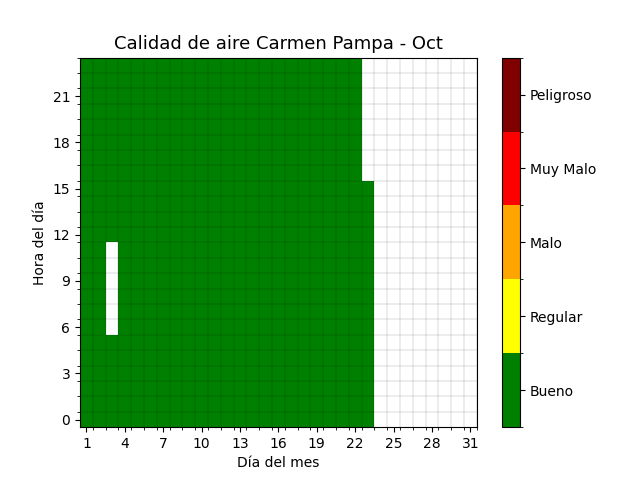 Calidad de aire Carmen Pampa - Oct
21
18
15
12
9
6
3
0
Hora del día
1 4 7 10 13 16 19 22 25 28 31
Día del mes
Peligroso
Muy Malo
Malo
Regular
Bueno